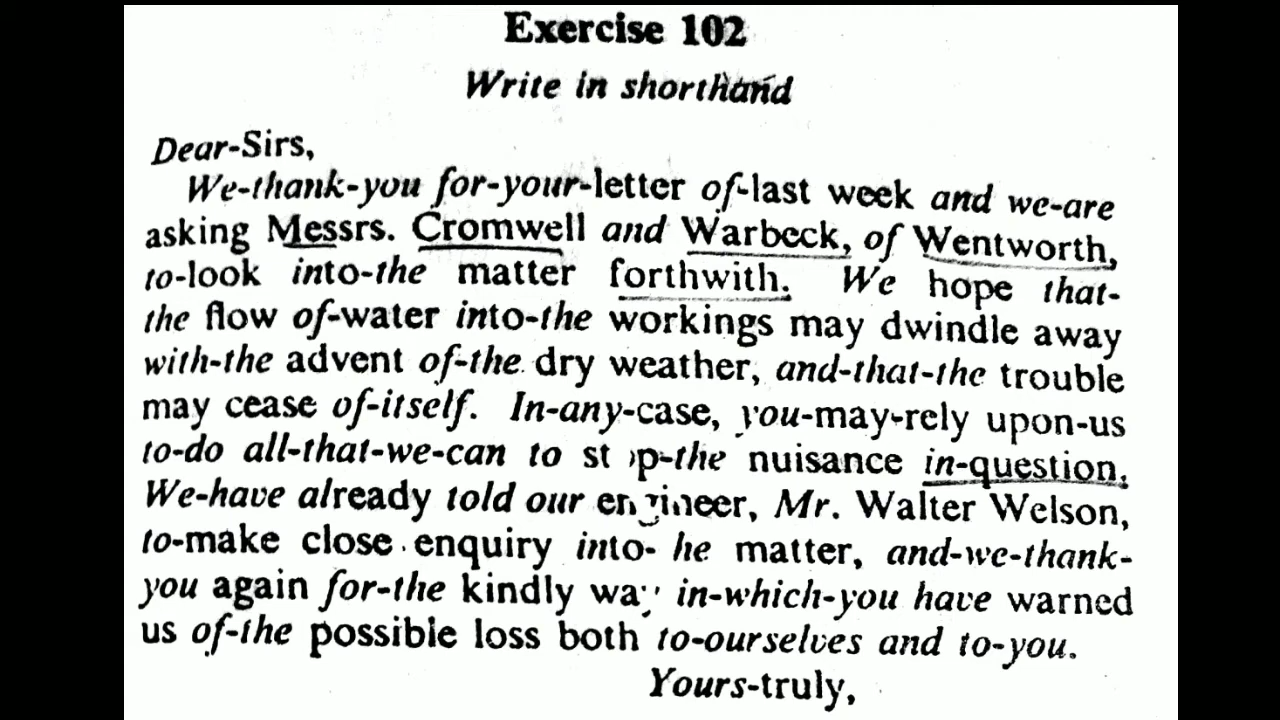 Exercise 102
Write in shorthand
Dear-Sirs,
We-thank-you for-your-letter of-last week and we-are
asking Messrs. Cromwell and Warbeck, of Wentworth,
to-look into-the matter forthwith. We hope that-
the flow of-water into-the workings may dwindle away
with-the advent of-the dry weather, and-that-the trouble
may cease of-itself. In-any-case, you-may-rely upon-us
to-do all-that-we-can to stop-the nuisance in-question.
We-have already told our engineer, Mr. Walter Welson,
to-make close enquiry into-the matter, and-we-thank-
you again for-the kindly way in-which-you have warned
us of-the possible loss both to-ourselves and to-you.
Yours-truly,